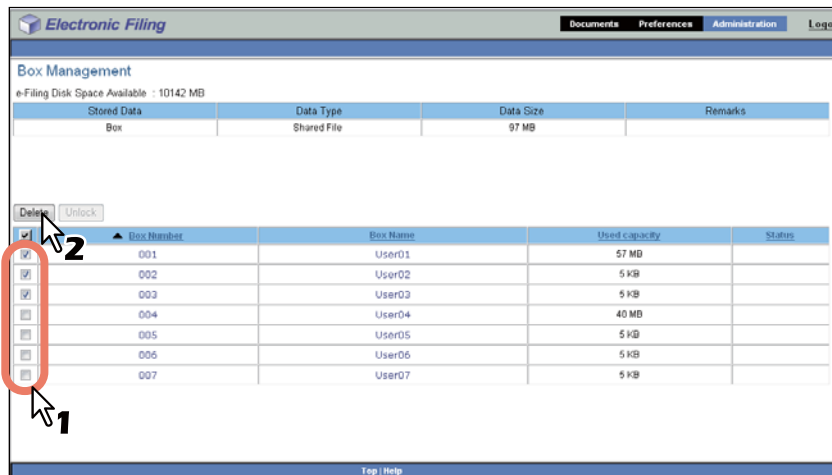 Electronic Filing Documents Preferences Administration Logo
Box Management
e-Filing Disk Space Available : 10142 MB
Stored Data Data Type Data Size Remarks
Box Shared File 97 MB
Delete Unlock
2
Box Number Box Name Used capacity Status
001 User01 57 MB
002 User02 5 KB
003 User03 5 KB
004 User04 40 MB
005 User05 5 KB
006 User06 5 KB
007 User07 5 KB
1
Top | Help